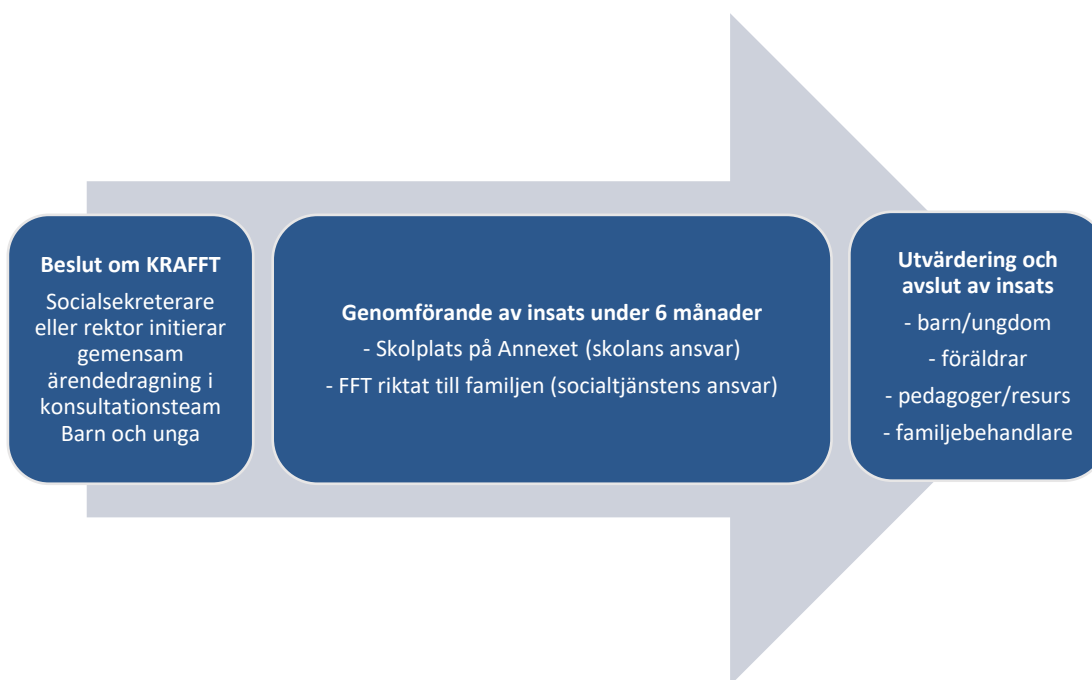 Beslut om KRAFFT
Socialsekreterare
eller rektor initierar
gemensam
ärendedragning i
konsultationsteam
Barn och unga
Genomförande av insats under 6 månader
- Skolplats på Annexet (skolans ansvar)
- FFT riktat till familjen (socialtjänstens ansvar)
Utvärdering och
avslut av insats
- barn/ungdom
- föräldrar
- pedagoger/resurs
- familjebehandlare